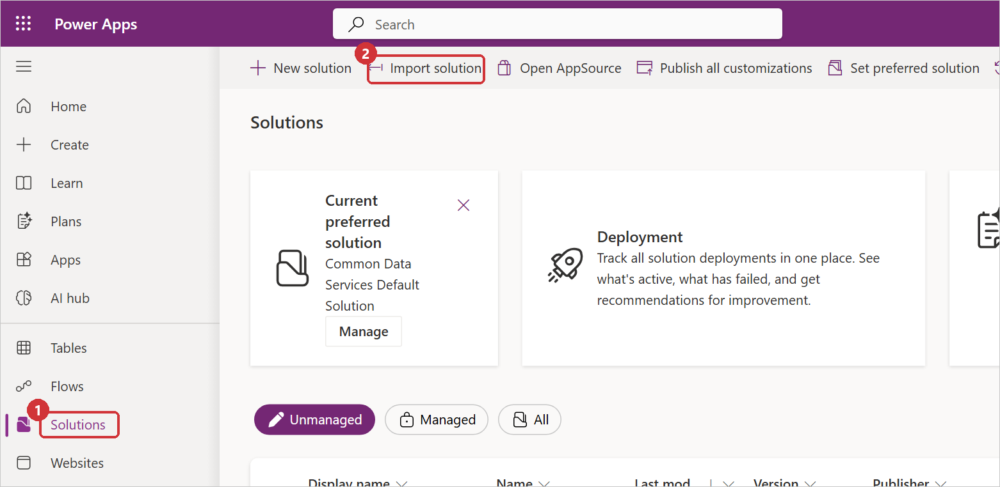 Power Apps
Search
2
New solution
Import solution
Open AppSource
Publish all customizations
Set preferred solution
Home
Create
Learn
Plans
Apps
AI hub
Tables
Flows
1
Solutions
Websites
Solutions
Current
preferred
solution
Common Data
Services Default
Solution
Manage
Deployment
Track all solution deployments in one place. See
what's active, what has failed, and get
recommendations for improvement.
Unmanaged
Managed
All
Display name
Name
Last mod
Version
Publisher